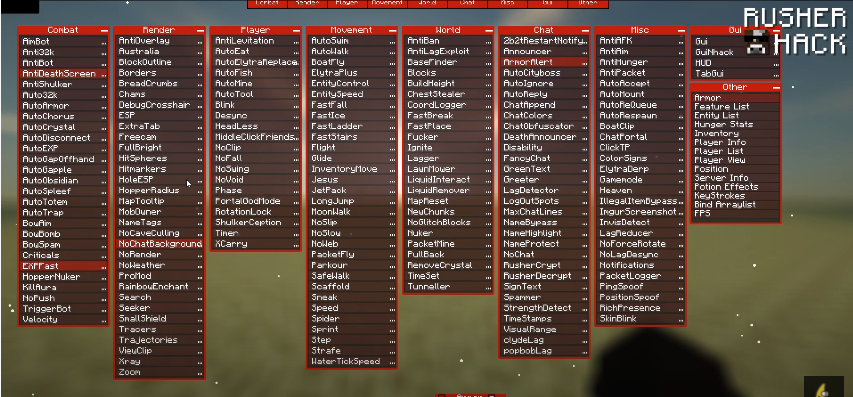 Combat Render Player Movement World Chat Misc Gui Other
RUSHER
HACK
Combat
AimBot
Anti32k
AntiBot
AntiDeathScreen
AntiShulker
Auto32k
AutoArmor
AutoChorus
AutoCrystal
AutoDisconnect
AutoEXP
AutoGapOffhand
AutoGapple
AutoObsidian
AutoSpleef
AutoTotem
AutoTrap
BowAim
BowBomb
BowSpam
Criticals
EXPFast
HopperNuker
KillAura
NoPush
TriggerBot
Velocity
Render
AntiOverlay
Australia
BlockOutline
Borders
BreadCrumbs
Chams
DebugCrosshair
ESP
ExtraTab
Freecam
FullBright
HitSpheres
Hitmarkers
HoleESP
HopperRadius
MapTooltip
MobOwner
NameTags
NoCaveCulling
NoChatBackground
NoRender
NoWeather
ProMod
RainbowEnchant
Search
Seeker
SmallShield
Tracers
Trajectories
ViewClip
Xray
Zoom
Player
AntiLevitation
AutoEat
AutoElytraReplace
AutoFish
AutoMine
AutoTool
Blink
Desync
HeadLess
MiddleClickFriends
NoClip
NoFall
NoSwing
NoVoid
Phase
PortalGodMode
RotationLock
ShulkerCeption
Timer
XCarry
Movement
AutoSwim
AutoWalk
BoatFly
ElytraPlus
EntityControl
EntitySpeed
FastFall
FastIce
FastLadder
FastStairs
Flight
Glide
InventoryMove
Jesus
JetPack
LongJump
MoonWalk
NoSlip
NoSlow
NoWeb
PacketFly
Parkour
SafeWalk
Scaffold
Sneak
Speed
Spider
Sprint
Step
Strafe
WaterTickSpeed
World
AntiBan
AntiLagExploit
BaseFinder
Blocks
BuildHeight
ChestStealer
CoordLogger
FastBreak
FastPlace
Fucker
Ignite
Lagger
LawnMower
LiquidInteract
LiquidRemover
MapReset
NewChunks
NoGlitchBlocks
Nuker
PacketMine
PullBack
RemoveCrystal
TimeSet
Tunneller
Chat
2b2tRestartNotify
Announcer
ArmorAlert
AutoCityboss
AutoIgnore
AutoReply
ChatAppend
ChatColors
ChatObfuscator
DeathAnnouncer
Disability
FancyChat
GreenText
Greeter
LagDetector
LogOutSpots
MaxChatLines
NameBypass
NameHighlight
NameProtect
NoChat
RusherCrypt
RusherDecrypt
SignText
Spammer
StrengthDetect
TimeStamps
VisualRange
clydeLag
popbobLag
Misc
AntiAFK
AntiAim
AntiHunger
AntiPacket
AutoAccept
AutoMount
AutoReQueue
AutoRespawn
BoatClip
ChatPortal
ClickTP
ColorSigns
ElytraDerp
Gamemode
Heaven
IllegalItemBypass
ImgurScreenshot
InvisDetect
LagReducer
NoForceRotate
NoLagDesync
Notifications
PacketLogger
PingSpoof
PositionSpoof
RichPresence
SkinBlink
Gui
Gui
GuiHack
HUD
TabGui
Other
Armor
Feature List
Entity List
Hunger Stats
Inventory
Player Info
Player List
Player View
Position
Server Info
Potion Effects
KeyStrokes
Bind Arraylist
FPS